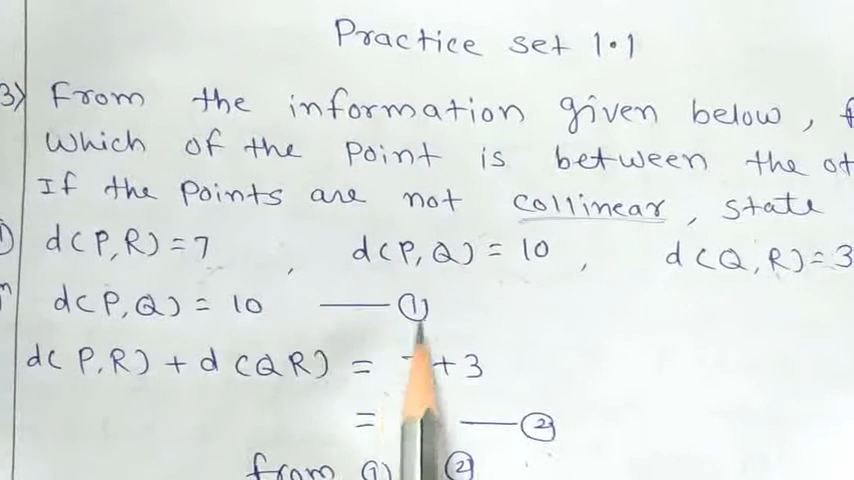 Practice set 1.1
3) From the information given below,
which of the point is between the
If the points are not collinear, state
i) d(P,R) = 7 , d(P,Q) = 10 , d(Q,R) = 3
d(P,Q) = 10 —— ①
d(P,R) + d(QR) = + 3
= —— ②
from ① ②